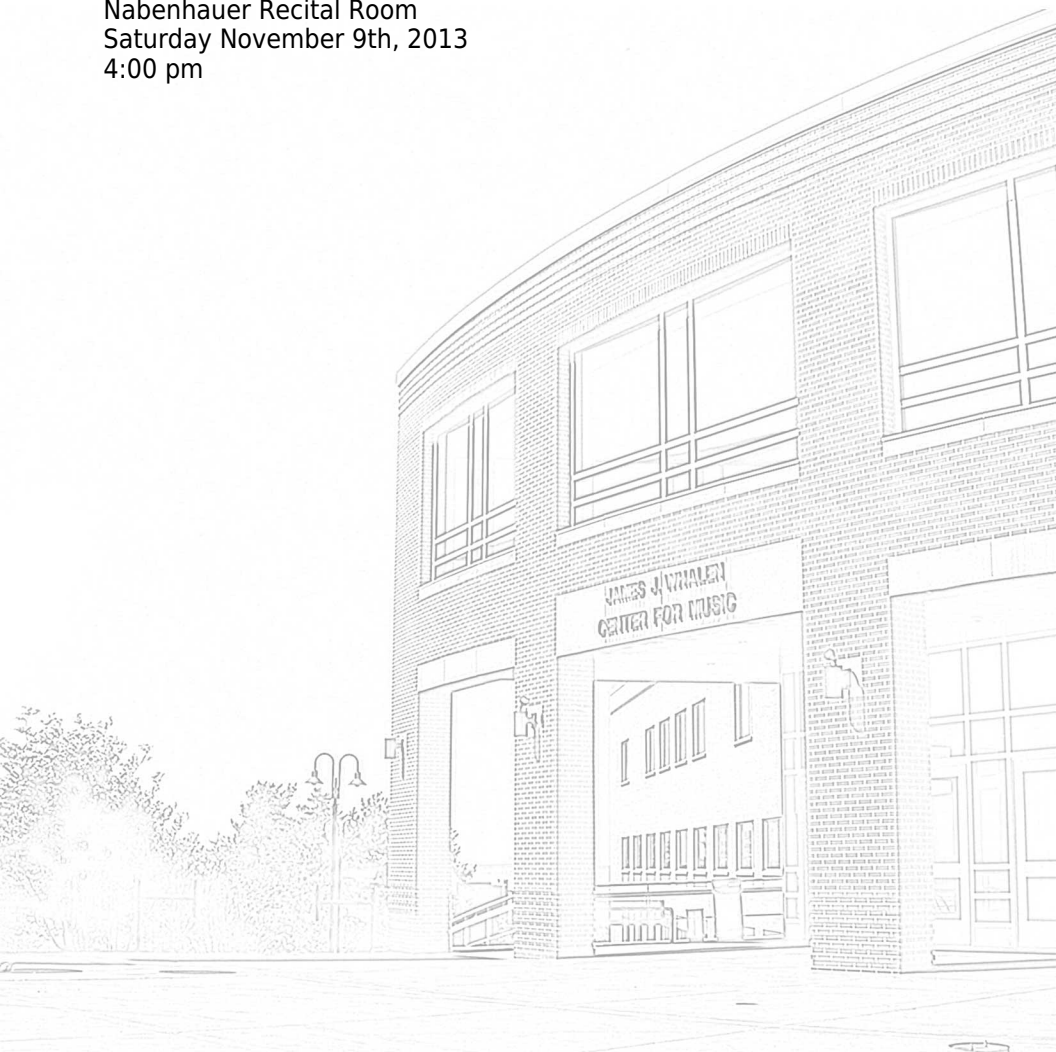 Nabenhauer Recital Room
Saturday November 9th, 2013
4:00 pm
JAMES J. WHALEN
CENTER FOR MUSIC